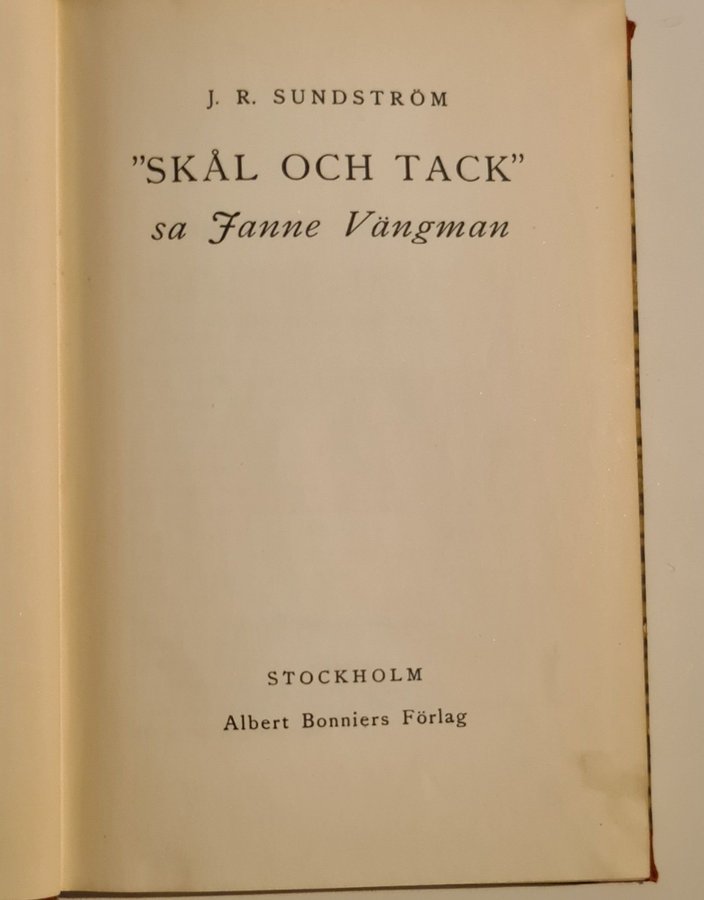 J. R. SUNDSTRÖM
”SKÅL OCH TACK”
sa Janne Vängman
STOCKHOLM
Albert Bonniers Förlag